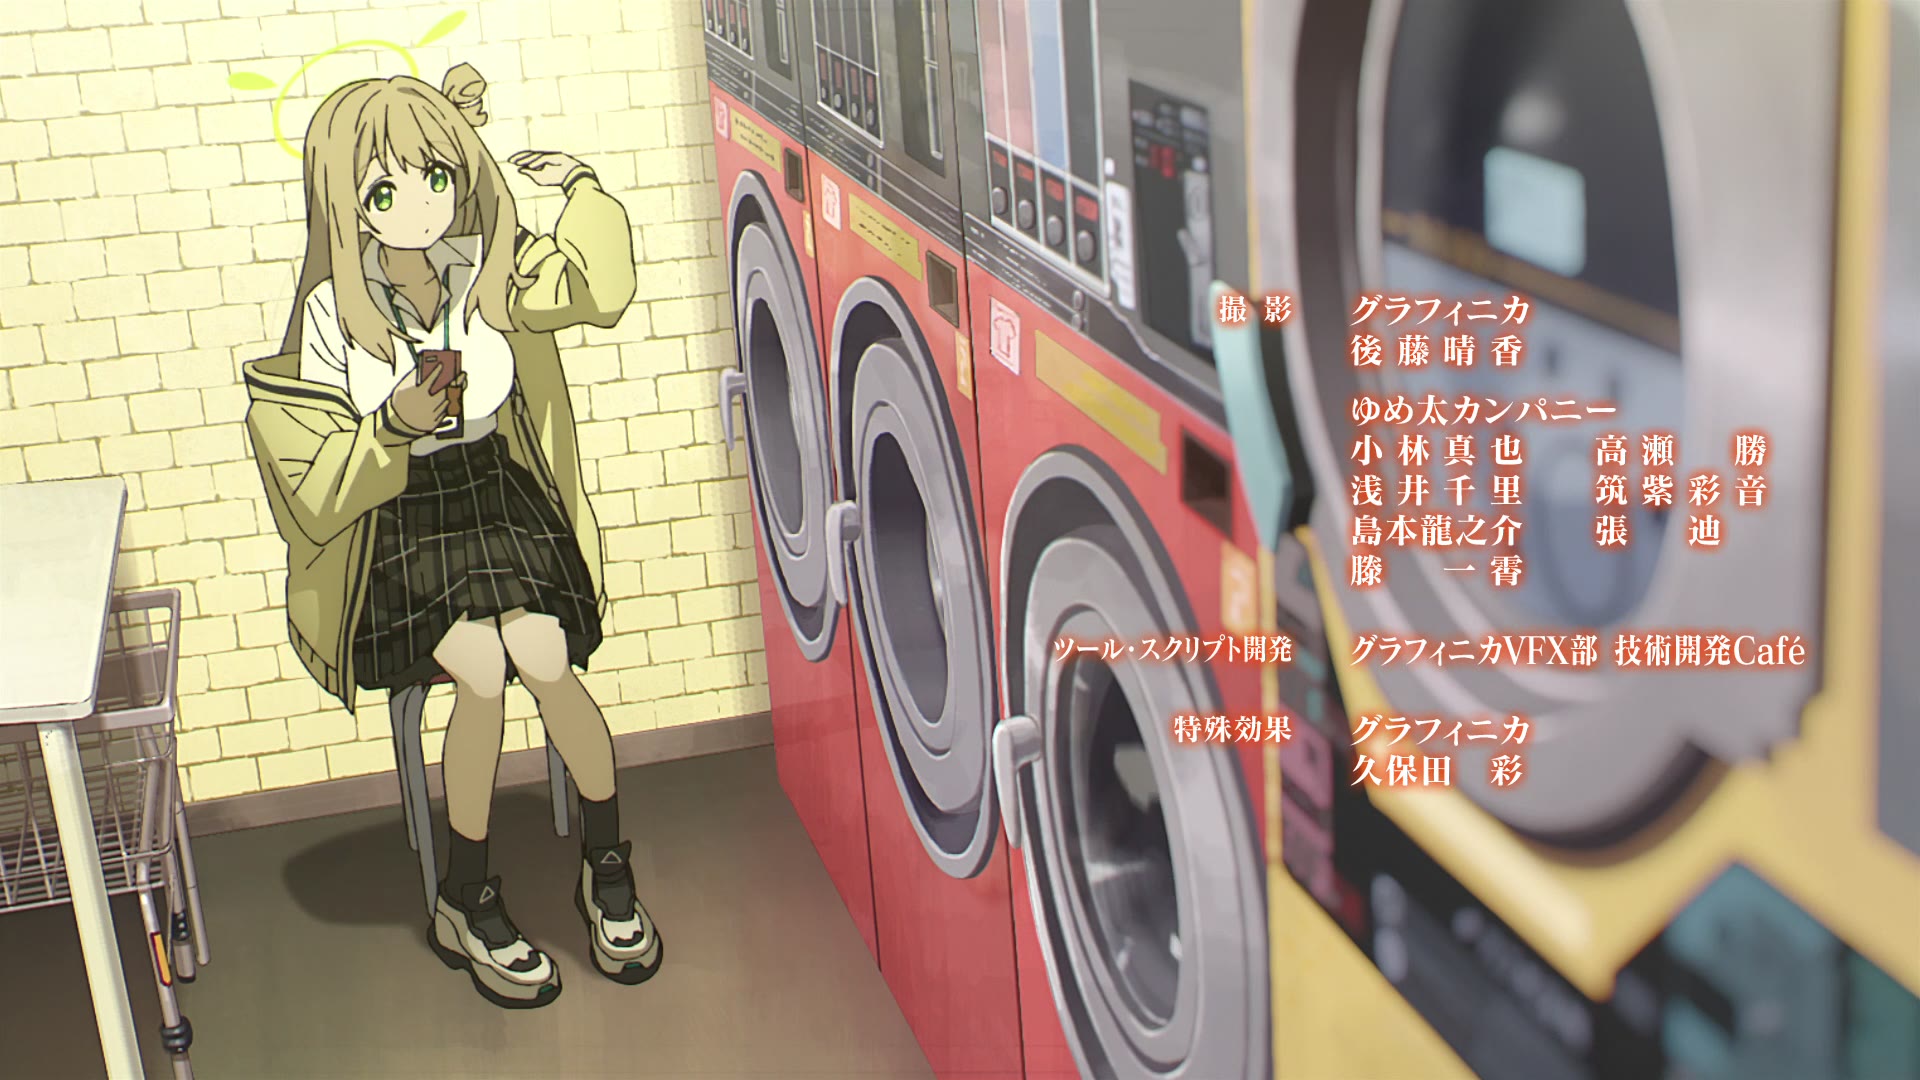 撮影 グラフィニカ
後藤晴香
ゆめ太カンパニー
小林真也 高瀬 勝
浅井千里 筑紫彩音
島本龍之介 張 迪
滕 一霄
ツール・スクリプト開発 グラフィニカVFX部 技術開発Café
特殊効果 グラフィニカ
久保田 彩